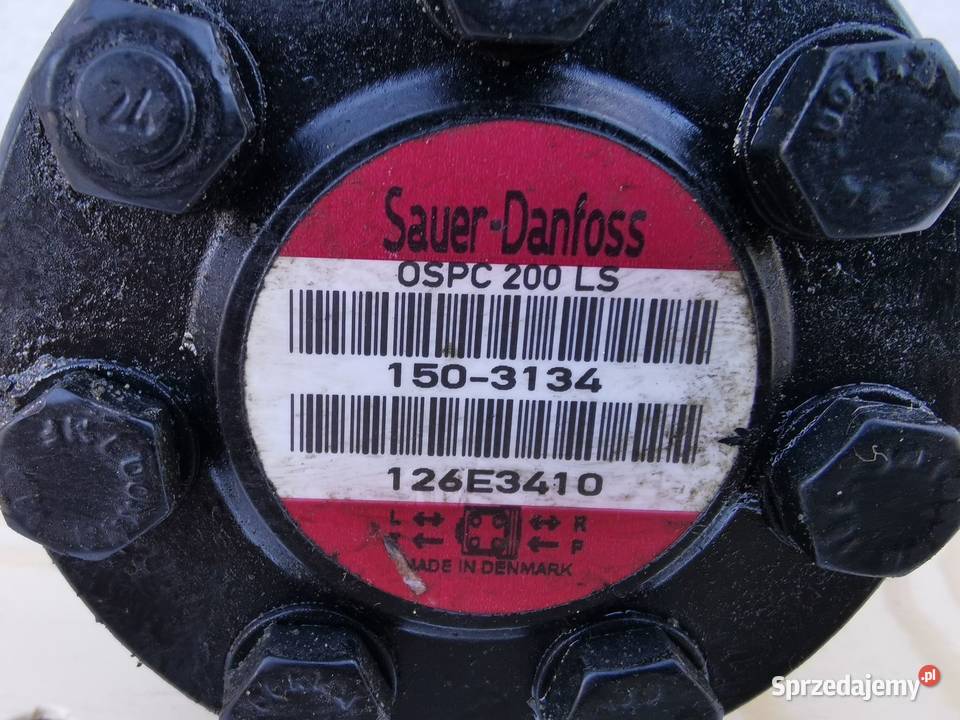 Sauer-Danfoss
OSPC 200 LS
150-3134
126E3410
L R
P
MADE IN DENMARK
Sprzedajemy.pl